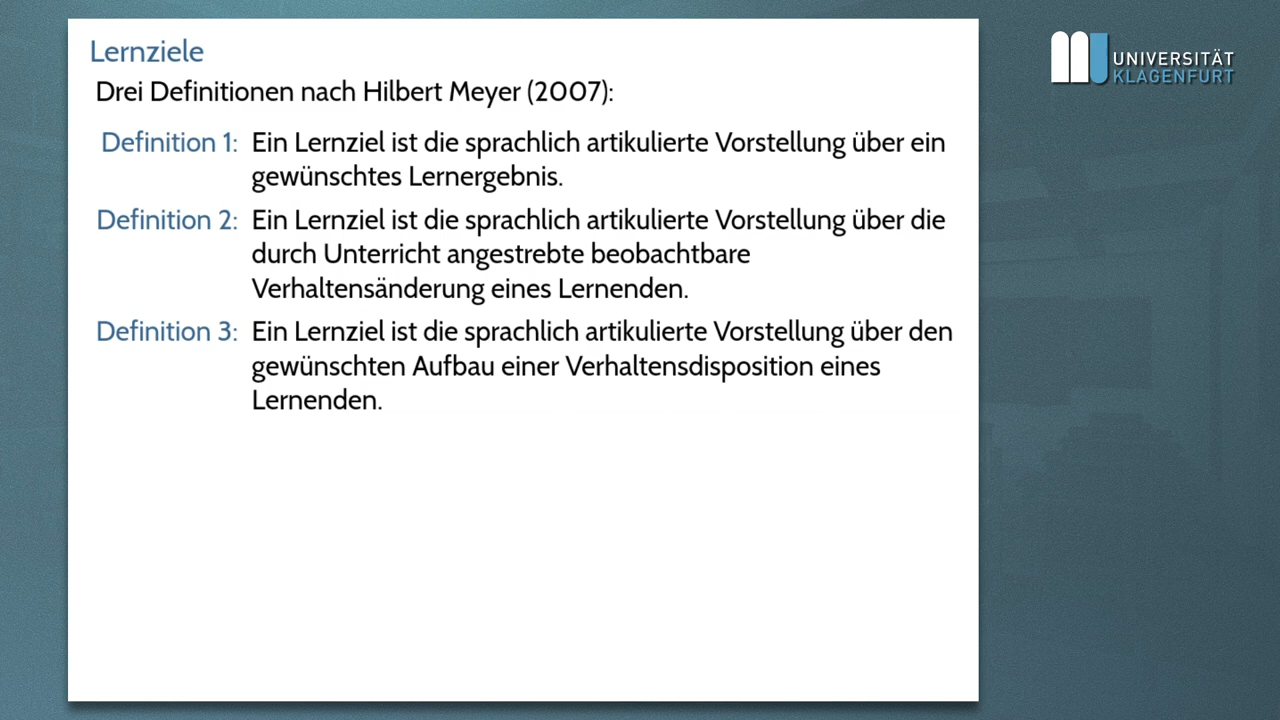 Lernziele
Drei Definitionen nach Hilbert Meyer (2007):
Definition 1: Ein Lernziel ist die sprachlich artikulierte Vorstellung über ein
gewünschtes Lernergebnis.
Definition 2: Ein Lernziel ist die sprachlich artikulierte Vorstellung über die
durch Unterricht angestrebte beobachtbare
Verhaltensänderung eines Lernenden.
Definition 3: Ein Lernziel ist die sprachlich artikulierte Vorstellung über den
gewünschten Aufbau einer Verhaltensdisposition eines
Lernenden.
UNIVERSITÄT
KLAGENFURT